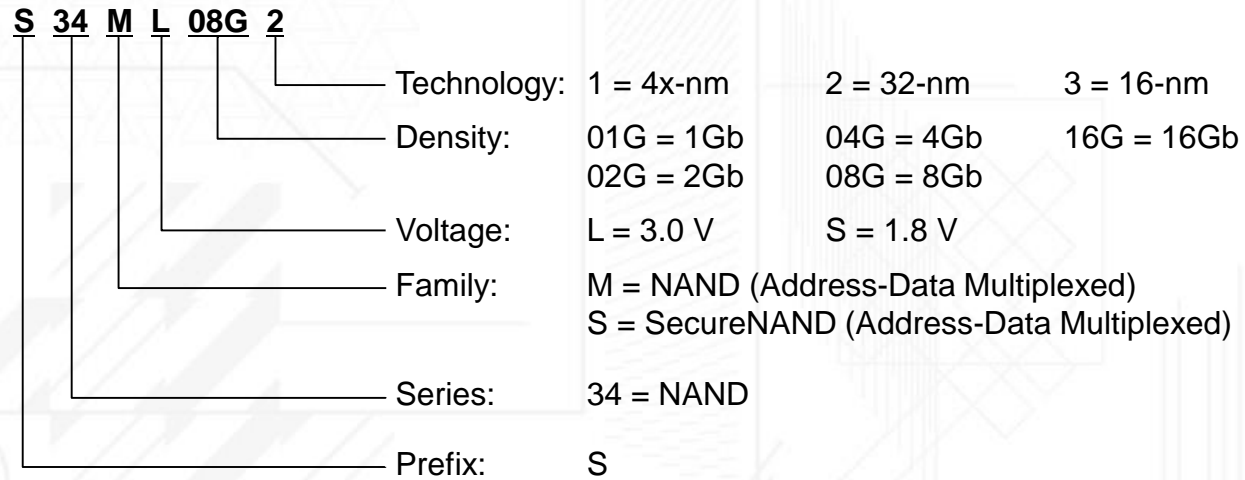 S 34 M L 08G 2
Technology: 1 = 4x-nm 2 = 32-nm 3 = 16-nm
Density: 01G = 1Gb 04G = 4Gb 16G = 16Gb
02G = 2Gb 08G = 8Gb
Voltage: L = 3.0 V S = 1.8 V
Family: M = NAND (Address-Data Multiplexed)
S = SecureNAND (Address-Data Multiplexed)
Series: 34 = NAND
Prefix: S